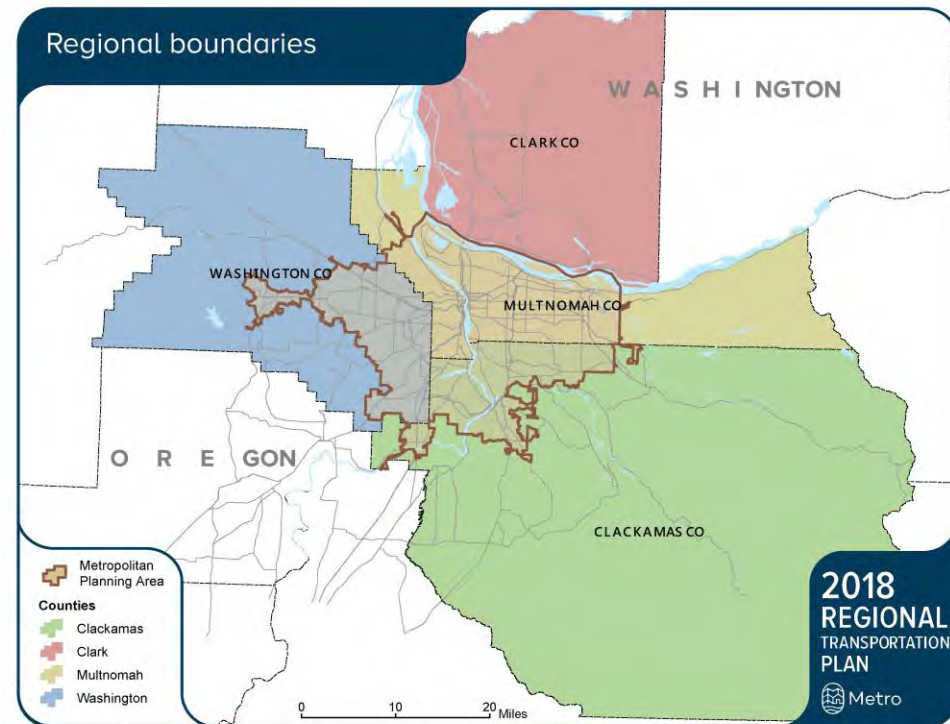 Regional boundaries
WASHINGTON
CLARK CO
WASHINGTON CO
MULTNOMAH CO
OREGON
CLACKAMAS CO
Metropolitan
Planning Area
Counties
Clackamas
Clark
Multnomah
Washington
0 10 20
Miles
2018
REGIONAL
TRANSPORTATION
PLAN
Metro